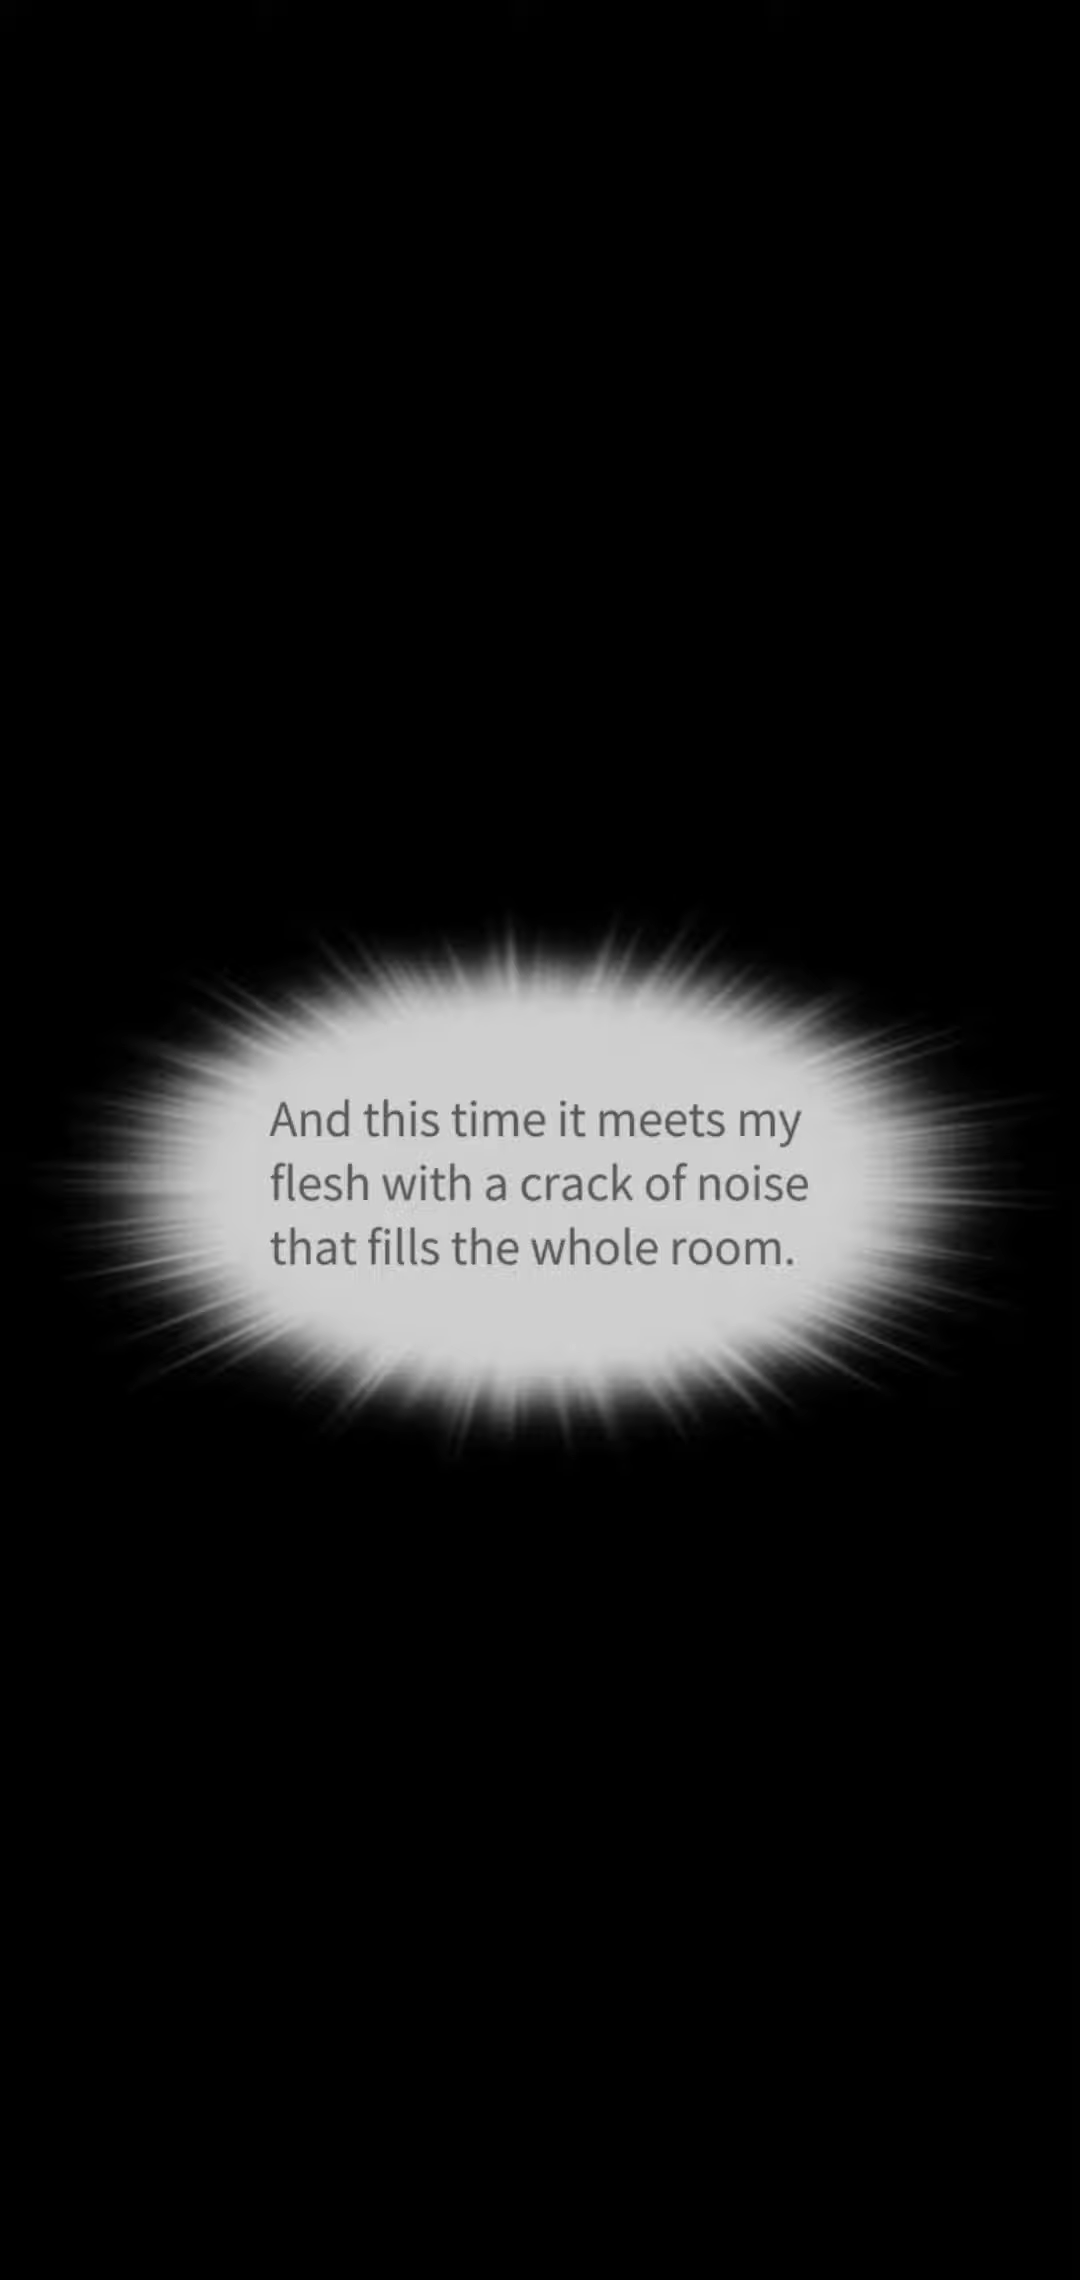 And this time it meets my
flesh with a crack of noise
that fills the whole room.